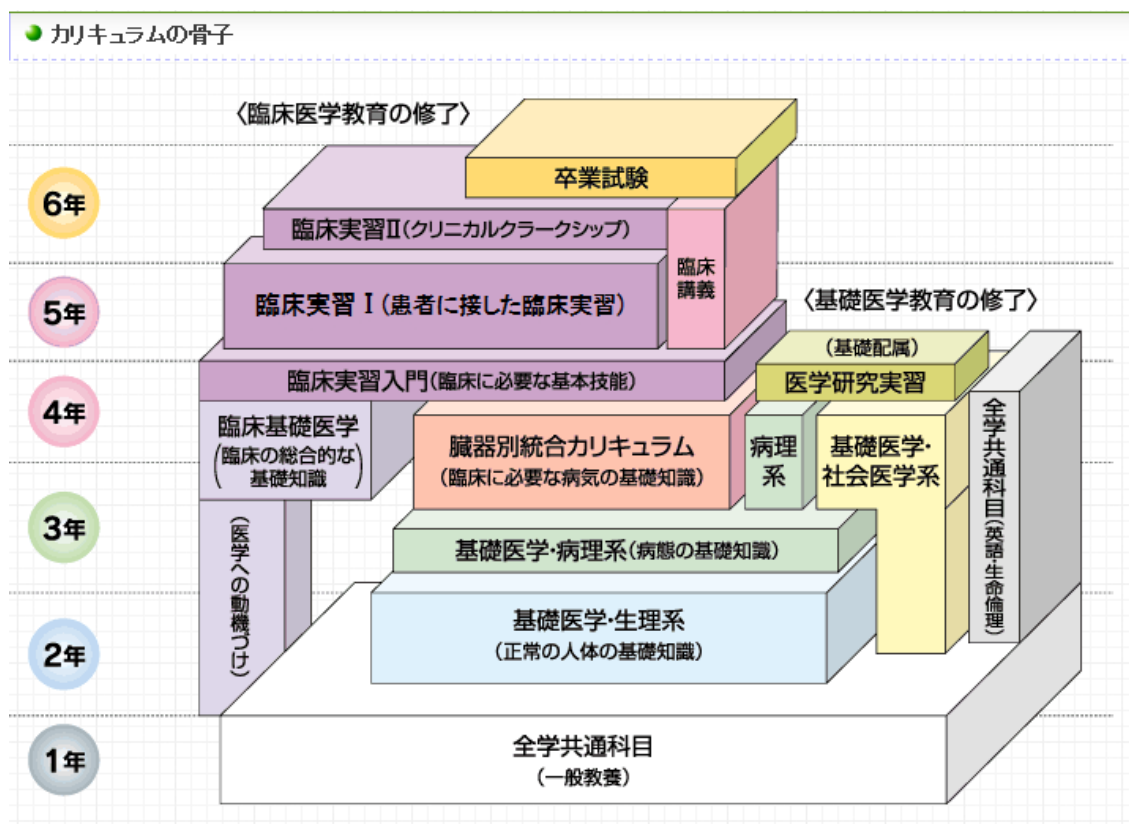 カリキュラムの骨子
〈臨床医学教育の修了〉
卒業試験
6年
臨床実習Ⅱ(クリニカルクラークシップ)
臨床
講義
5年
臨床実習Ⅰ(患者に接した臨床実習)
〈基礎医学教育の修了〉
(基礎配属)
医学研究実習
臨床実習入門(臨床に必要な基本技能)
4年
臨床基礎医学
(臨床の総合的な
基礎知識)
臓器別統合カリキュラム
(臨床に必要な病気の基礎知識)
病理
系
基礎医学・
社会医学系
全学共通科目(英語・生命倫理)
3年
(医学への動機づけ)
基礎医学・病理系(病態の基礎知識)
2年
基礎医学・生理系
(正常の人体の基礎知識)
1年
全学共通科目
(一般教養)